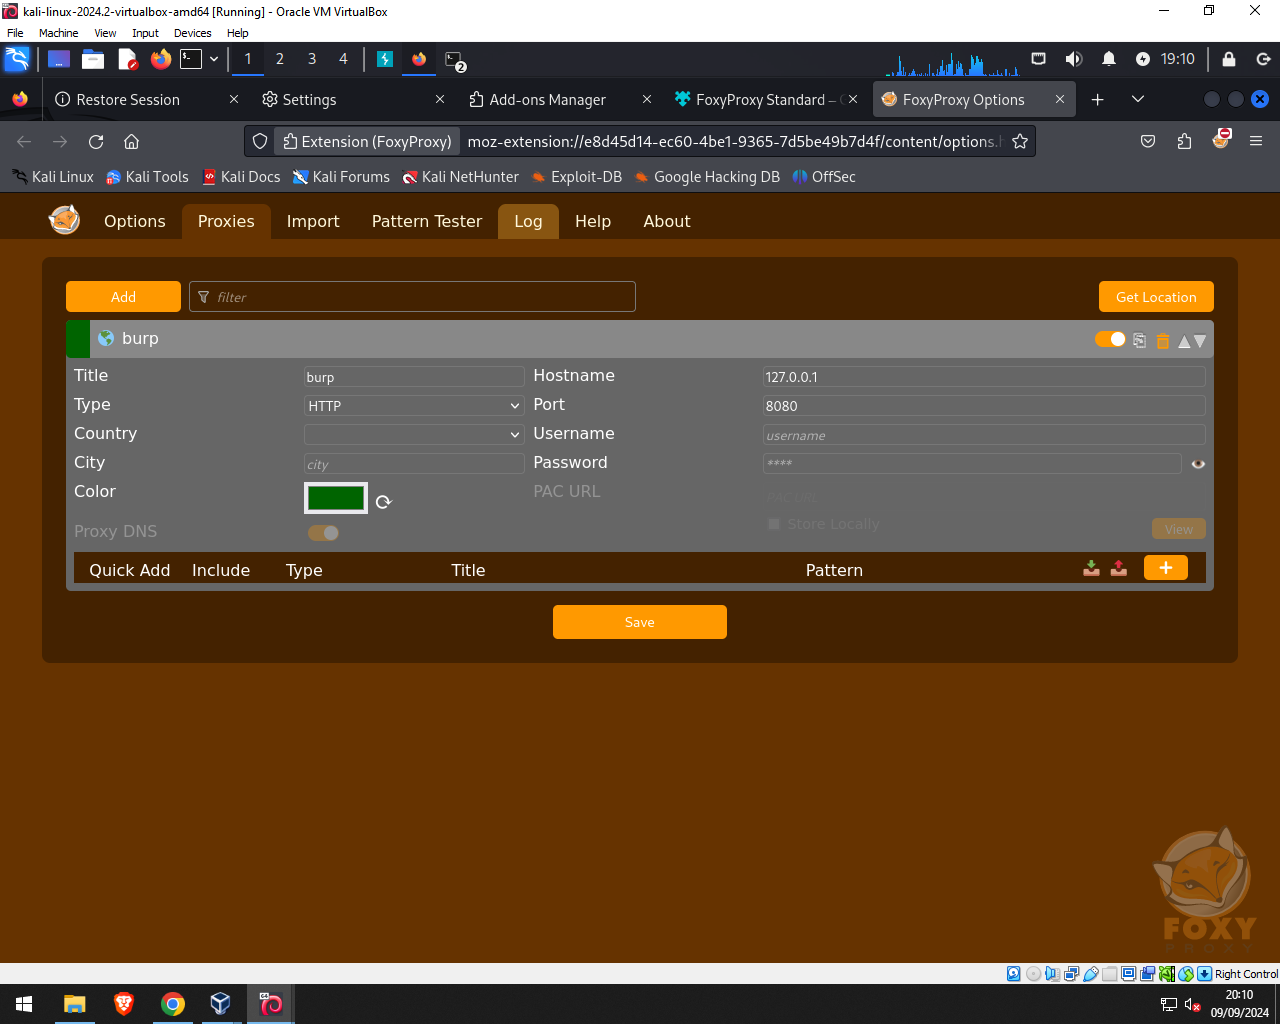 kali-linux-2024.2-virtualbox-amd64 [Running] - Oracle VM VirtualBox
File Machine View Input Devices Help
1 2 3 4 2 19:10
Restore Session Settings Add-ons Manager FoxyProxy Standard – FoxyProxy Options
Extension (FoxyProxy) moz-extension://e8d45d14-ec60-4be1-9365-7d5be49b7d4f/content/options.h
Kali Linux Kali Tools Kali Docs Kali Forums Kali NetHunter Exploit-DB Google Hacking DB OffSec
Options Proxies Import Pattern Tester Log Help About
Add filter Get Location
burp
Title burp Hostname 127.0.0.1
Type HTTP Port 8080
Country Username username
City city Password ****
Color PAC URL
Store Locally
Proxy DNS View
Quick Add Include Type Title Pattern +
Save
FOXY
PROXY
Right Control
64
20:10
09/09/2024